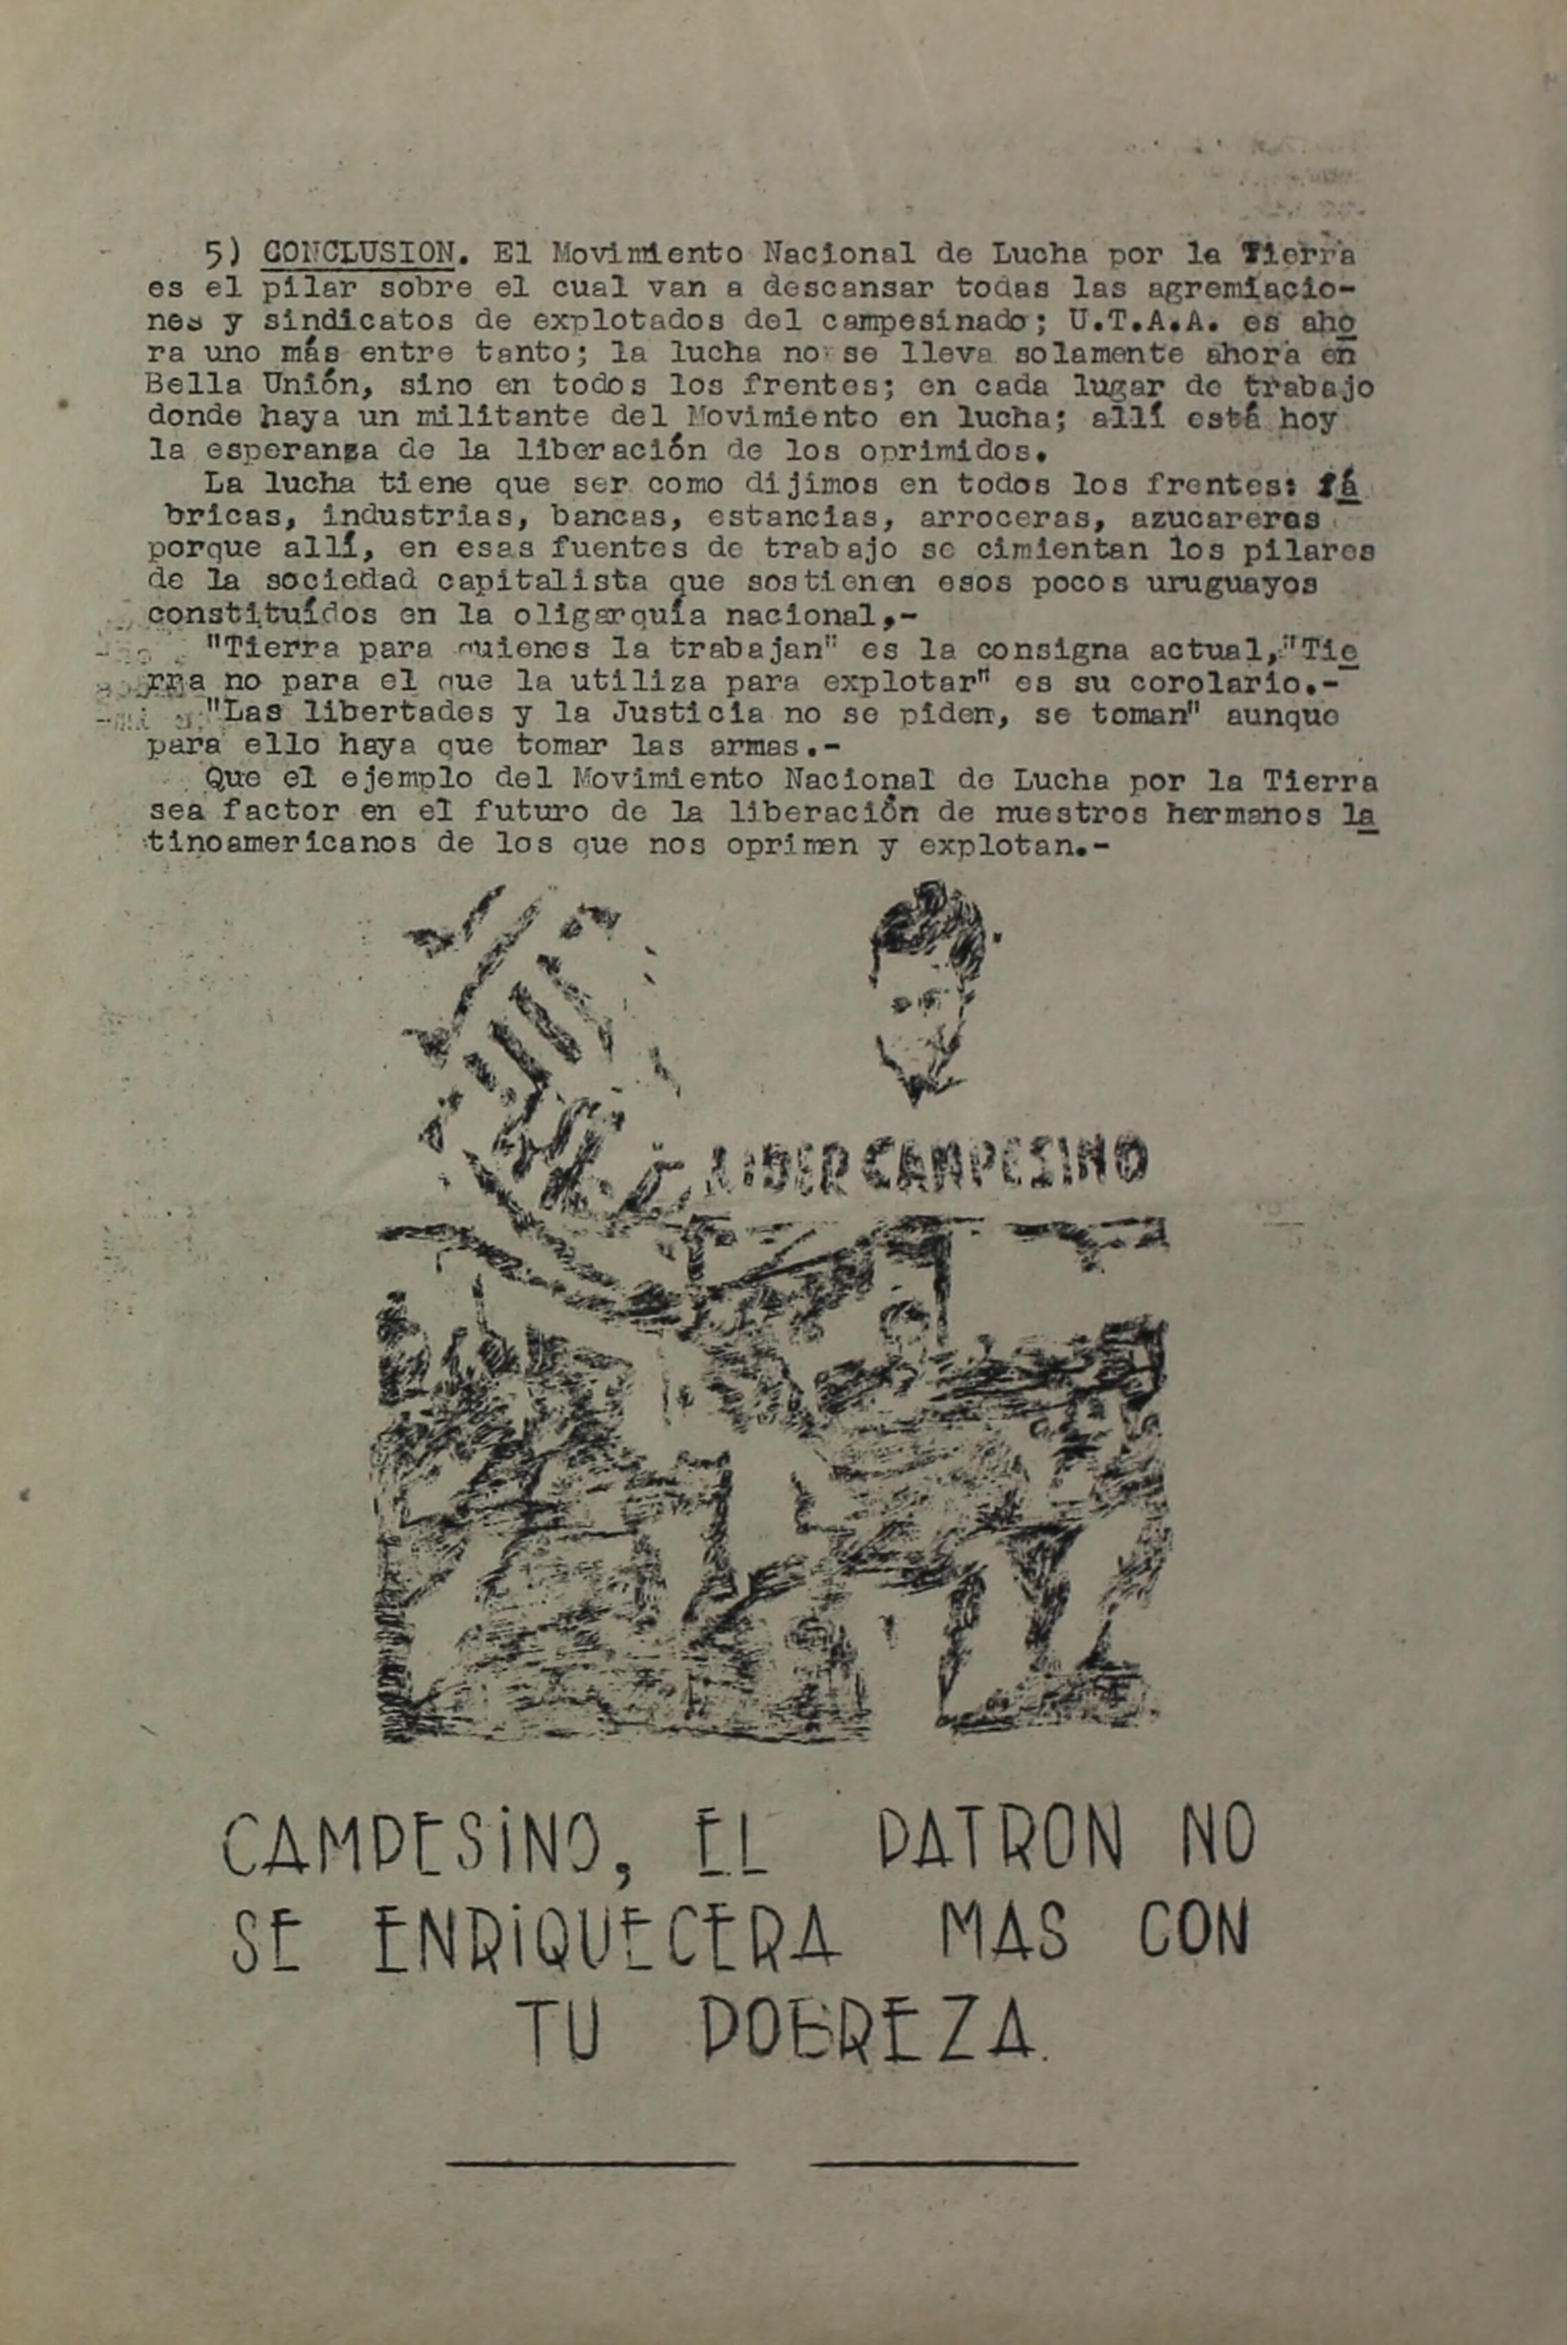 5) CONCLUSION. El Movimiento Nacional de Lucha por la Tierra
es el pilar sobre el cual van a descansar todas las agremiacio-
nes y sindicatos de explotados del campesinado; U.T.A.A. es aho
ra uno más entre tanto; la lucha no se lleva solamente ahora en
Bella Unión, sino en todos los frentes; en cada lugar de trabajo
donde haya un militante del Movimiento en lucha; allí está hoy
la esperanza de la liberación de los oprimidos.
La lucha tiene que ser como dijimos en todos los frentes: fá
bricas, industrias, bancas, estancias, arroceras, azucareras
porque allí, en esas fuentes de trabajo se cimientan los pilares
de la sociedad capitalista que sostienen esos pocos uruguayos
constituídos en la oligarquía nacional,-
"Tierra para quienes la trabajan" es la consigna actual,"Tie
rra no para el que la utiliza para explotar" es su corolario.-
"Las libertades y la Justicia no se piden, se toman" aunque
para ello haya que tomar las armas.-
Que el ejemplo del Movimiento Nacional de Lucha por la Tierra
sea factor en el futuro de la liberación de nuestros hermanos la
tinoamericanos de los que nos oprimen y explotan.-
LIDER CAMPESINO
CAMPESINO, EL PATRON NO
SE ENRIQUECERA MAS CON
TU POBREZA.